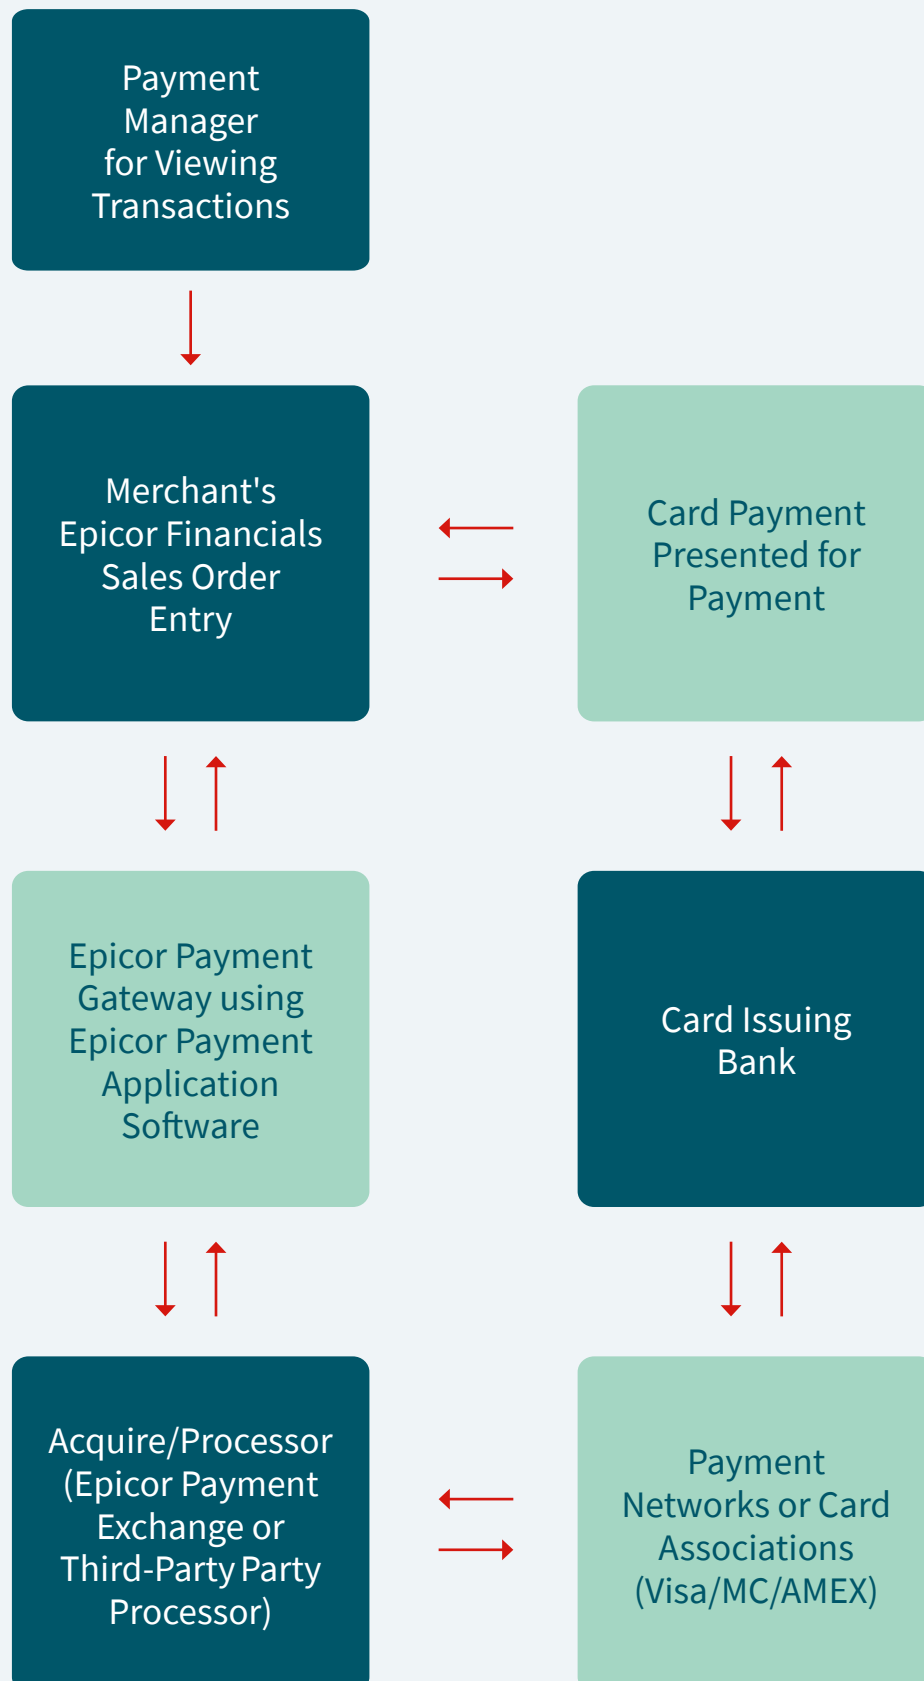 Payment
Manager
for Viewing
Transactions
Merchant's
Epicor Financials
Sales Order
Entry
Card Payment
Presented for
Payment
Epicor Payment
Gateway using
Epicor Payment
Application
Software
Card Issuing
Bank
Acquire/Processor
(Epicor Payment
Exchange or
Third-Party Party
Processor)
Payment
Networks or Card
Associations
(Visa/MC/AMEX)